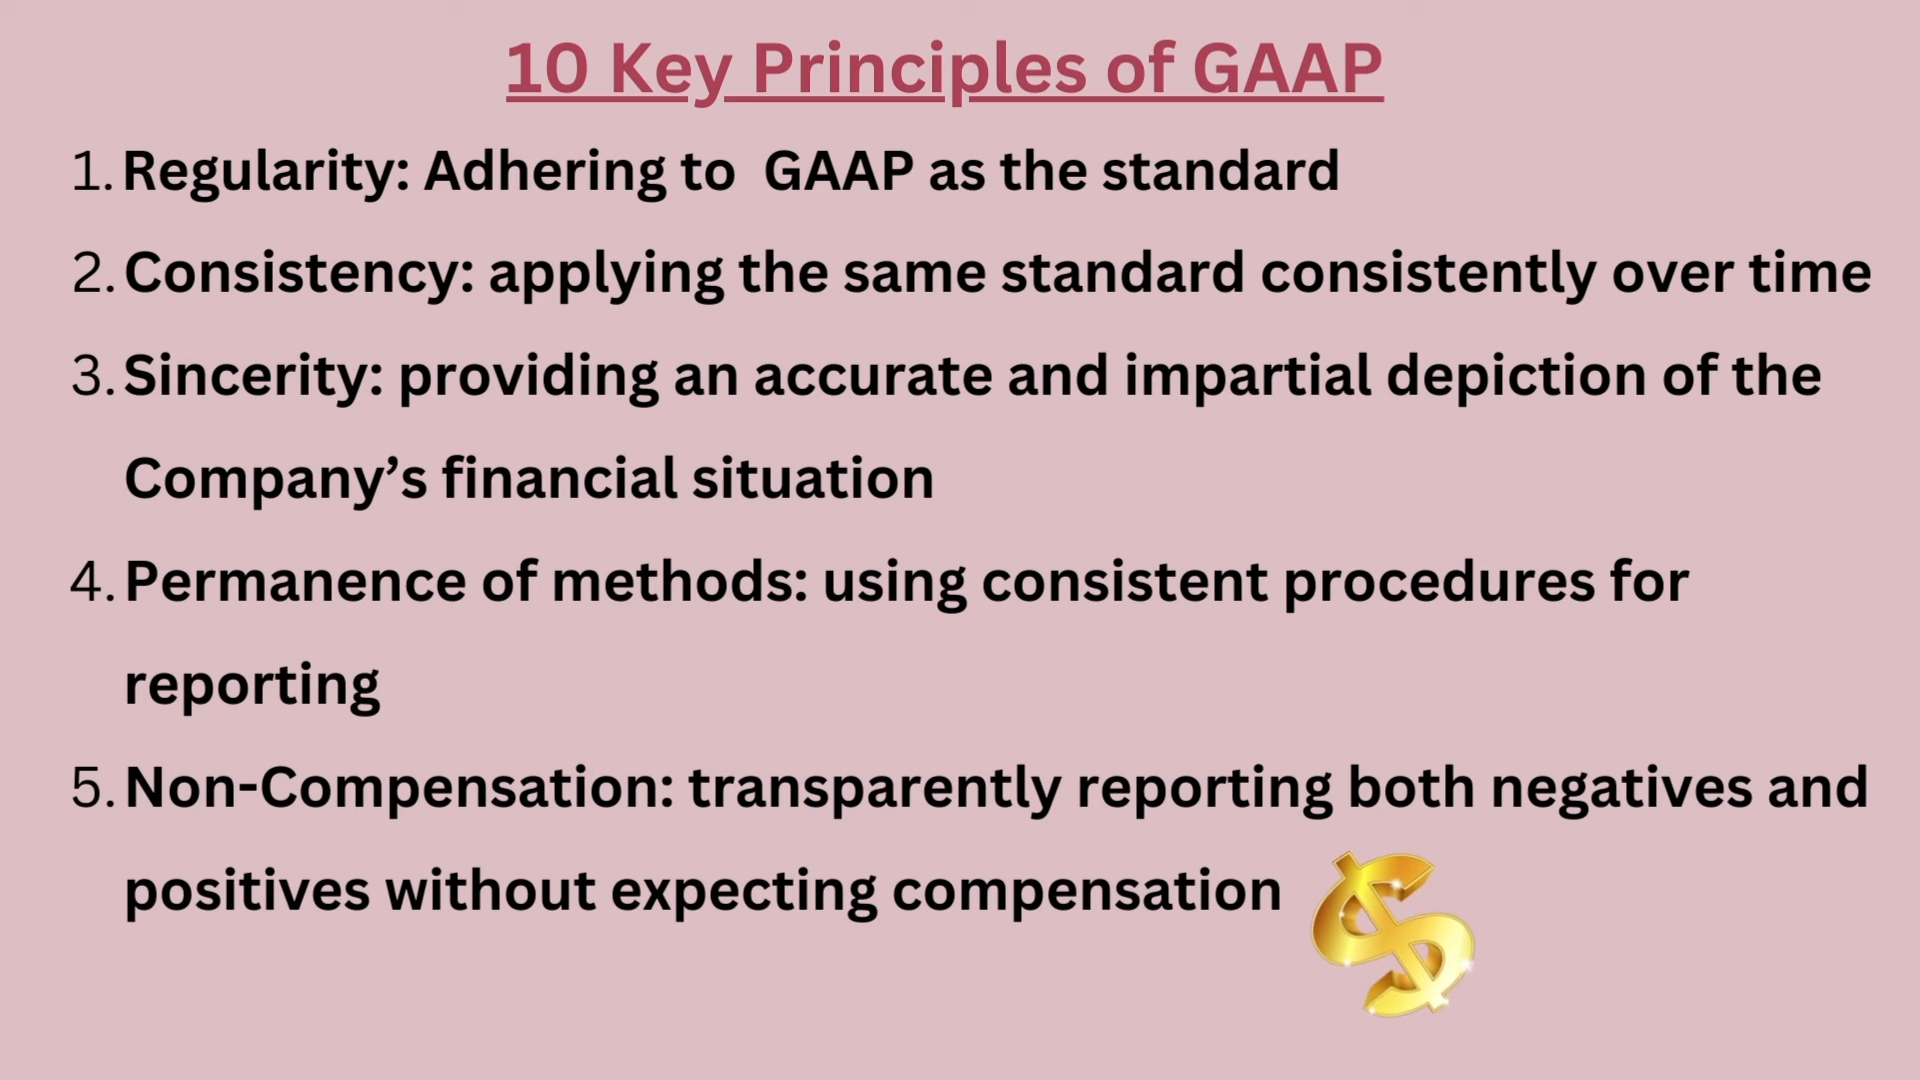 10 Key Principles of GAAP
1. Regularity: Adhering to  GAAP as the standard
2. Consistency: applying the same standard consistently over time
3. Sincerity: providing an accurate and impartial depiction of the
Company’s financial situation
4. Permanence of methods: using consistent procedures for
reporting
5. Non-Compensation: transparently reporting both negatives and
positives without expecting compensation